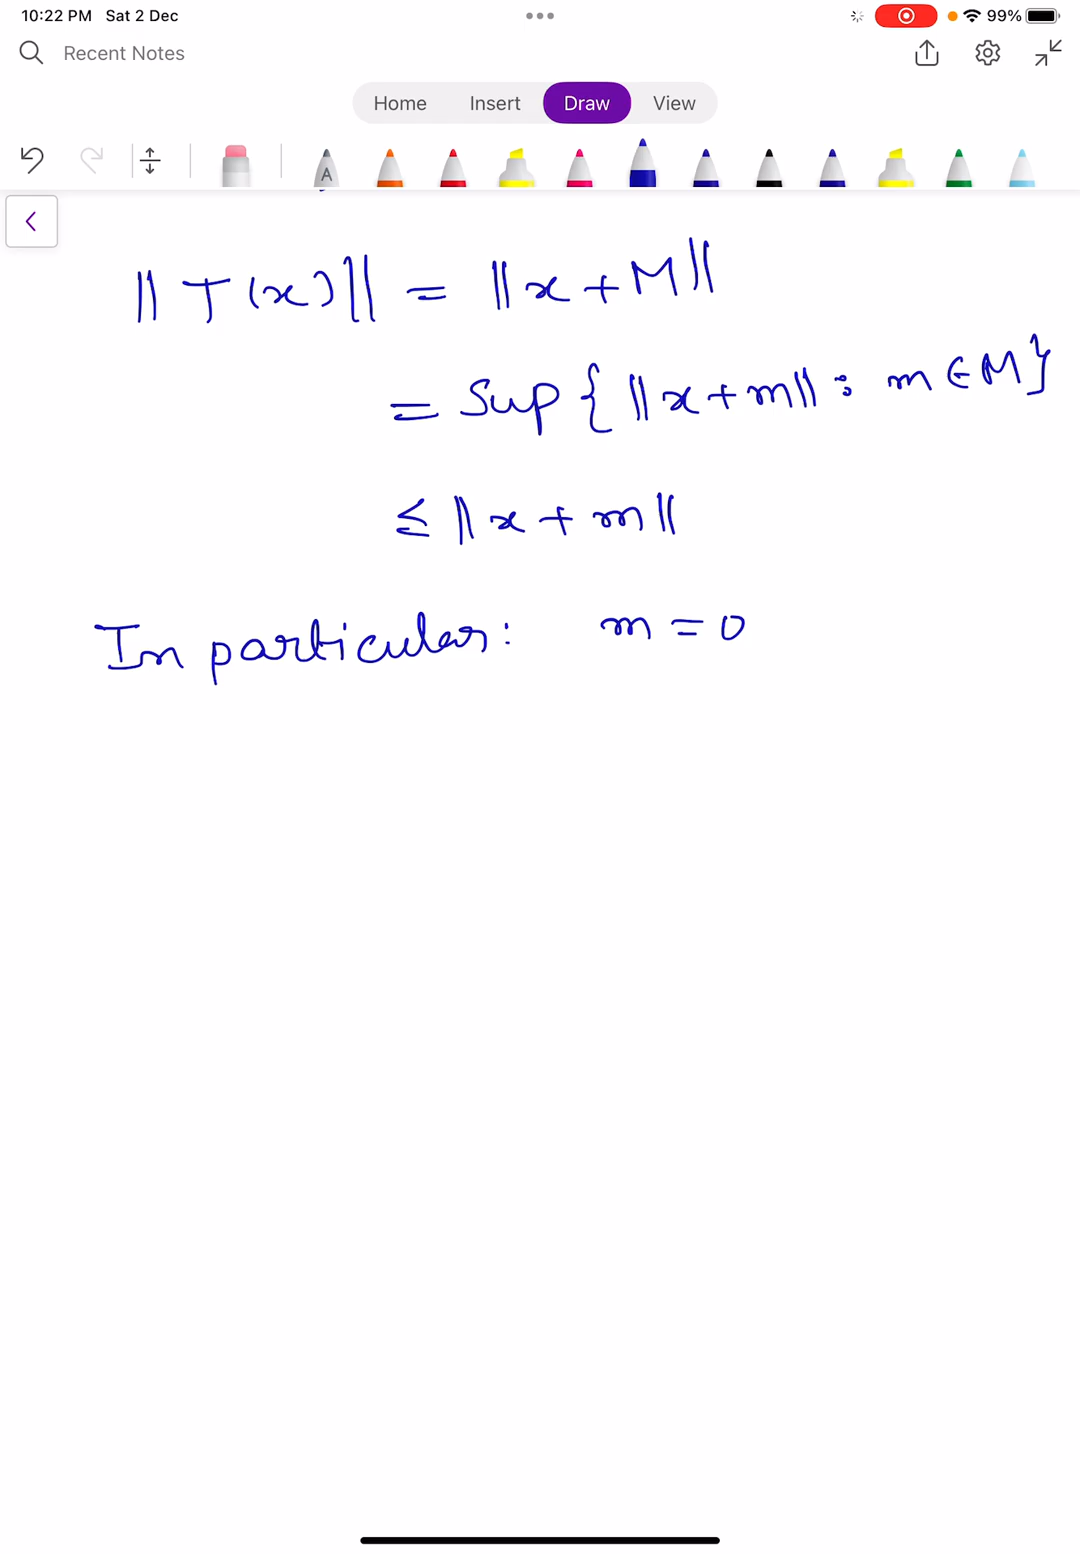 10:22 PM Sat 2 Dec 99%
Recent Notes
Home Insert Draw View
A
|| T(x) || = || x + M ||
= Sup { || x + m || : m ∈ M }
≤ || x + m ||
In particular: m = 0